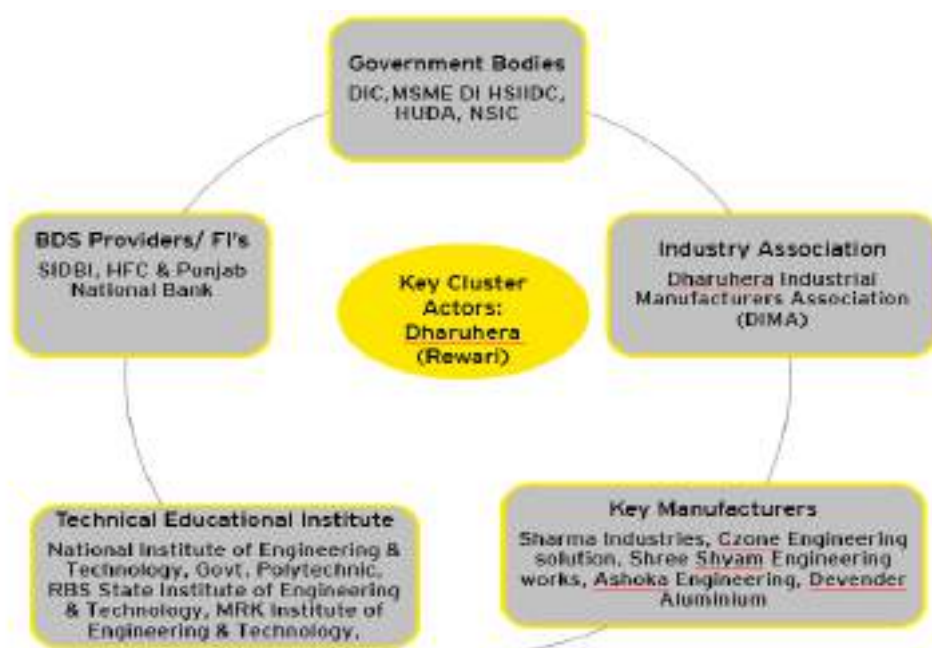 Government Bodies
DIC,MSME DI HSIIDC,
HUDA, NSIC
BDS Providers/ FI's
SIDBI, HFC & Punjab
National Bank
Key Cluster
Actors:
Dharuhera
(Rewari)
Industry Association
Dharuhera Industrial
Manufacturers Association
(DIMA)
Technical Educational Institute
National Institute of Engineering &
Technology, Govt. Polytechnic,
RBS State Institute of Engineering
& Technology, MRK Institute of
Engineering & Technology.
Key Manufacturers
Sharma Industries, Ozone Engineering
solution, Shree Shyam Engineering
works, Ashoka Engineering, Devender
Aluminium